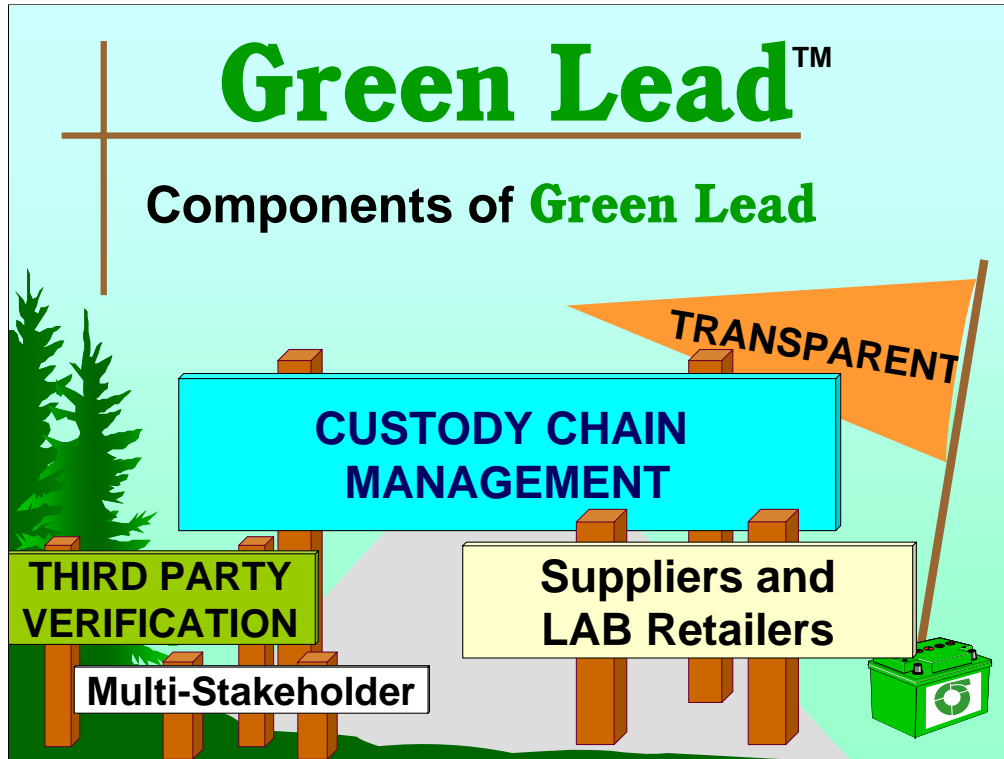 Green Lead™
Components of Green Lead
TRANSPARENT
CUSTODY CHAIN
MANAGEMENT
THIRD PARTY
VERIFICATION
Suppliers and
LAB Retailers
Multi-Stakeholder